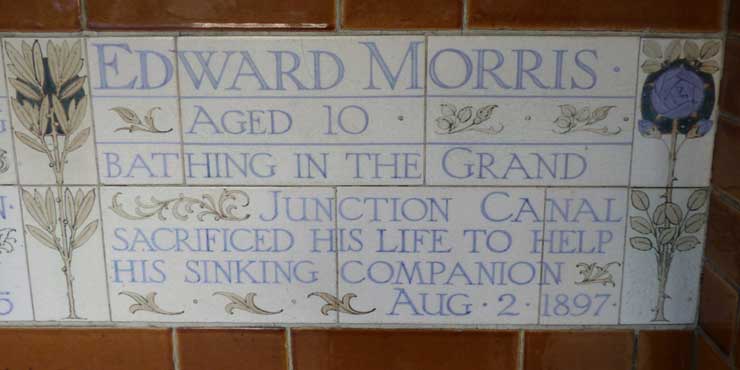 EDWARD MORRIS ·
AGED 10 ·
BATHING IN THE GRAND
JUNCTION CANAL
SACRIFICED HIS LIFE TO HELP
HIS SINKING COMPANION
AUG · 2 · 1897 ·